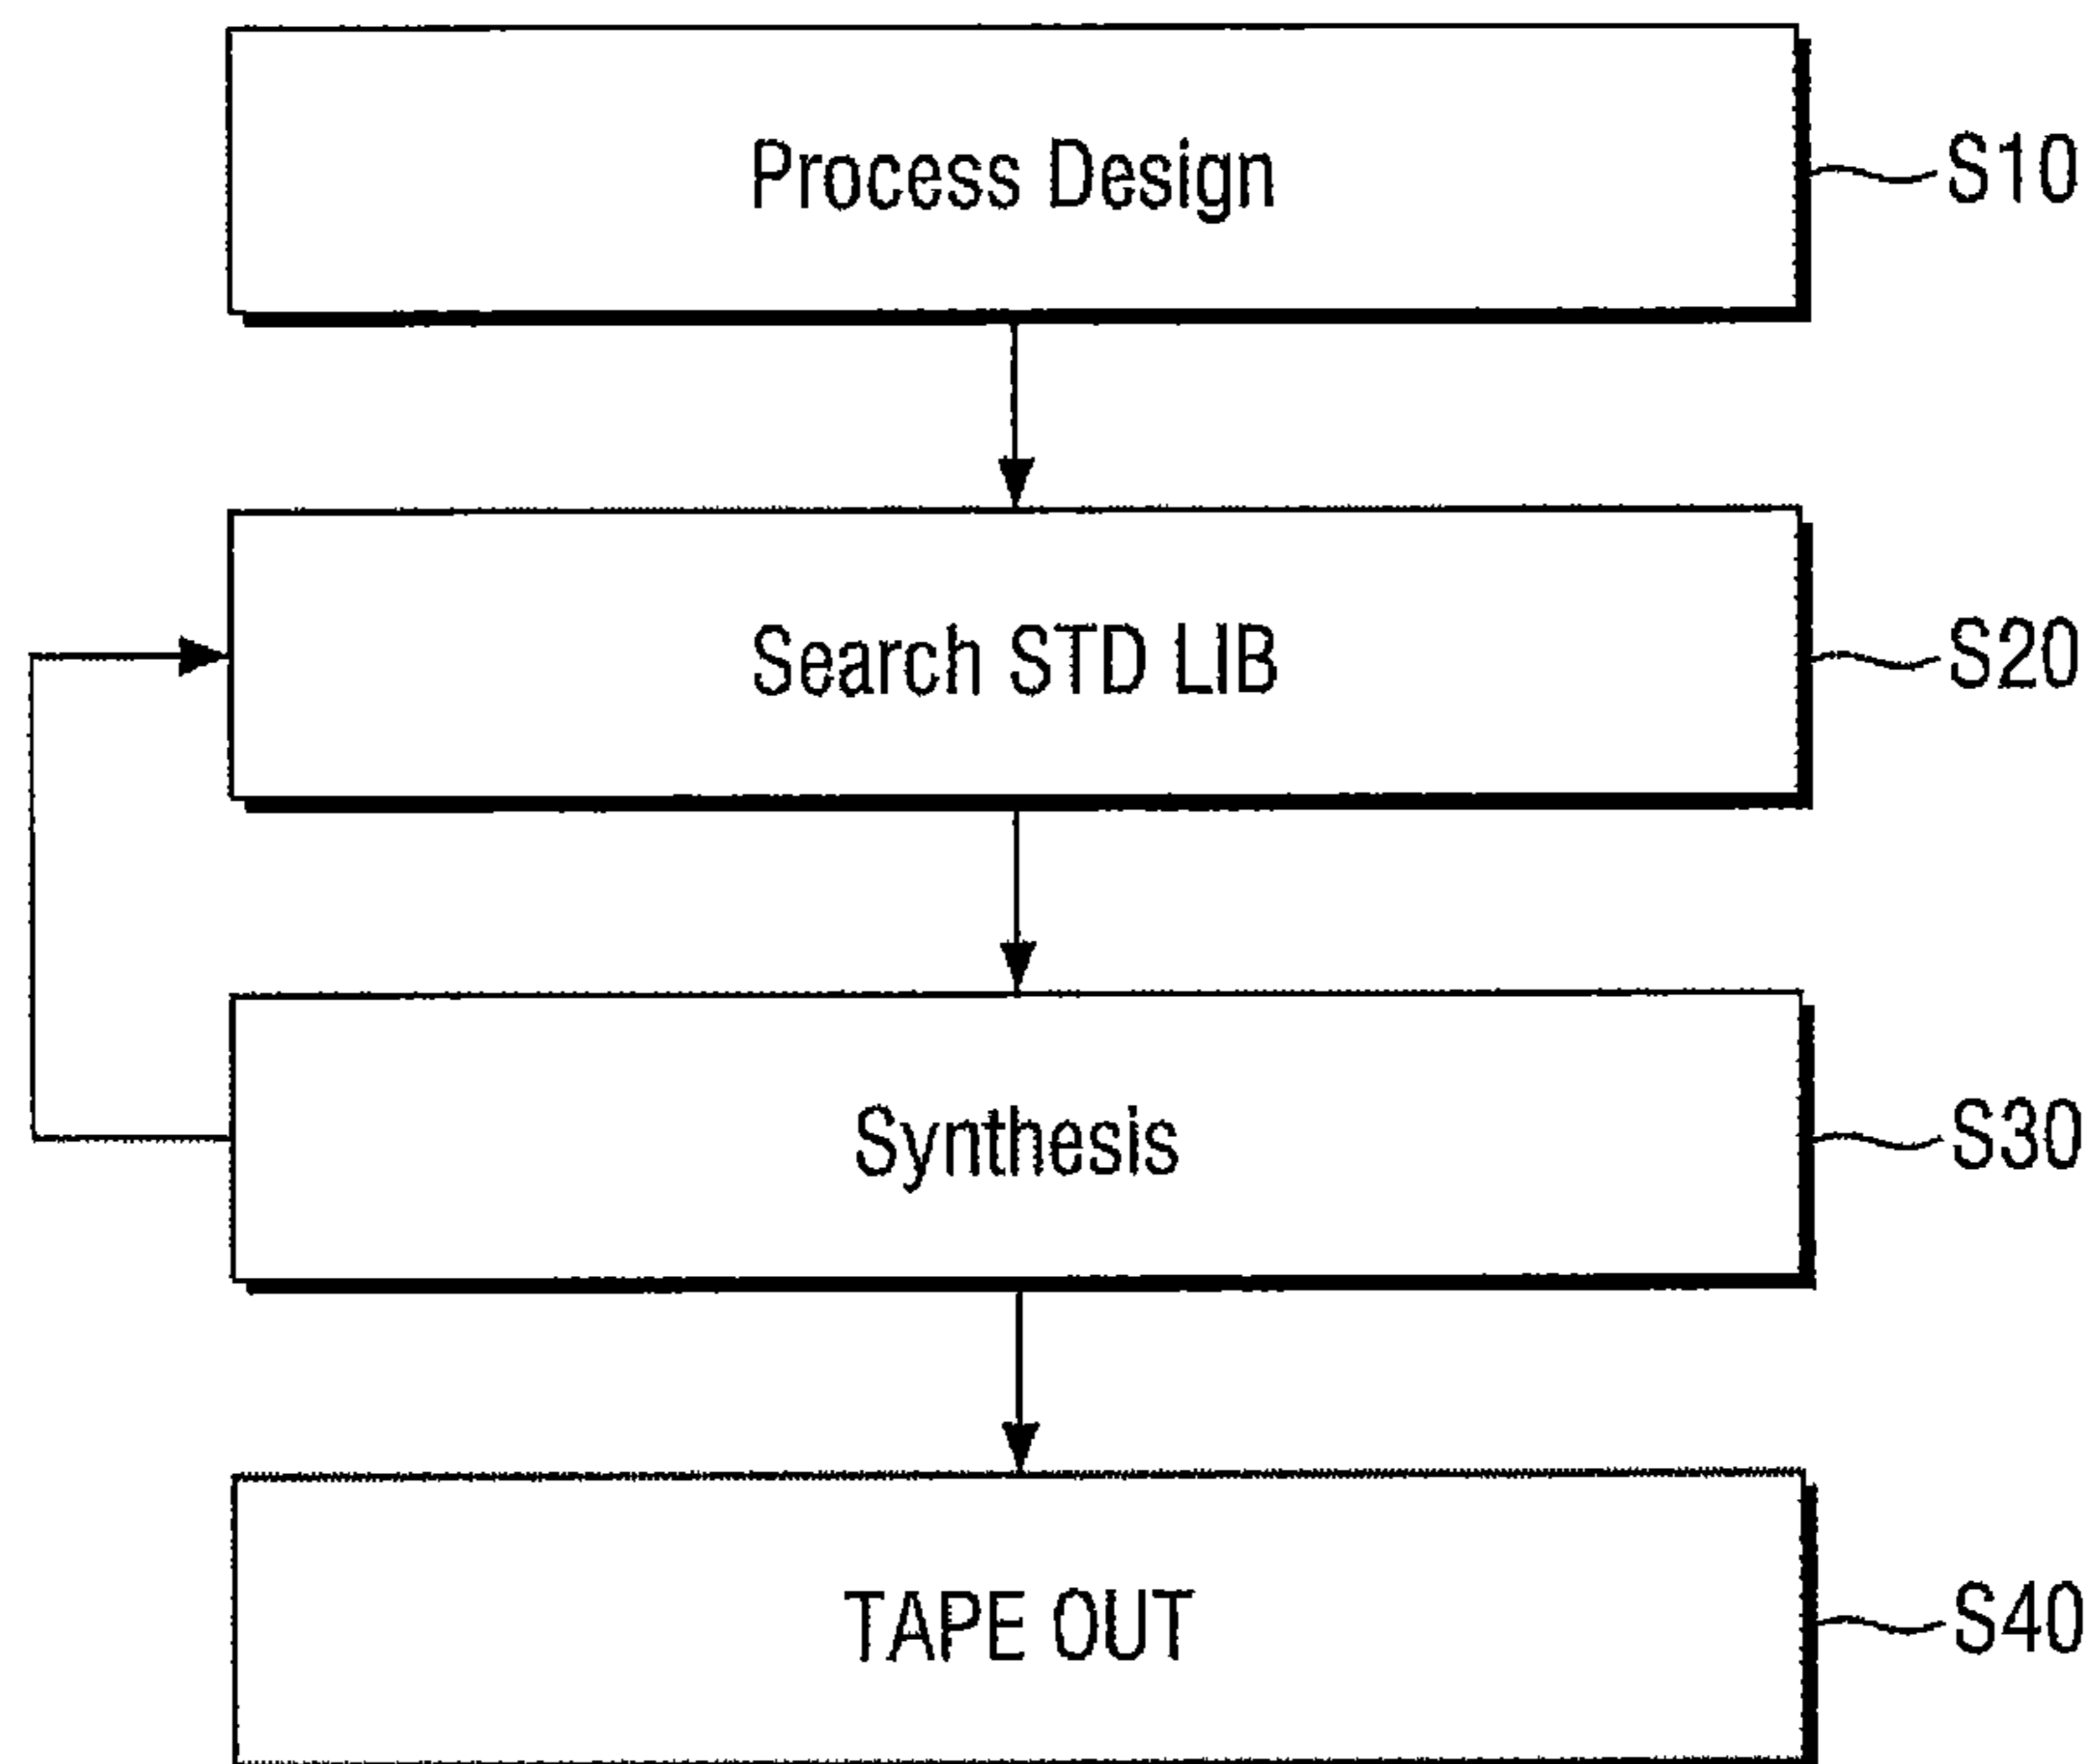 Process Design
S10
Search STD LIB
S20
Synthesis
S30
TAPE OUT
S40